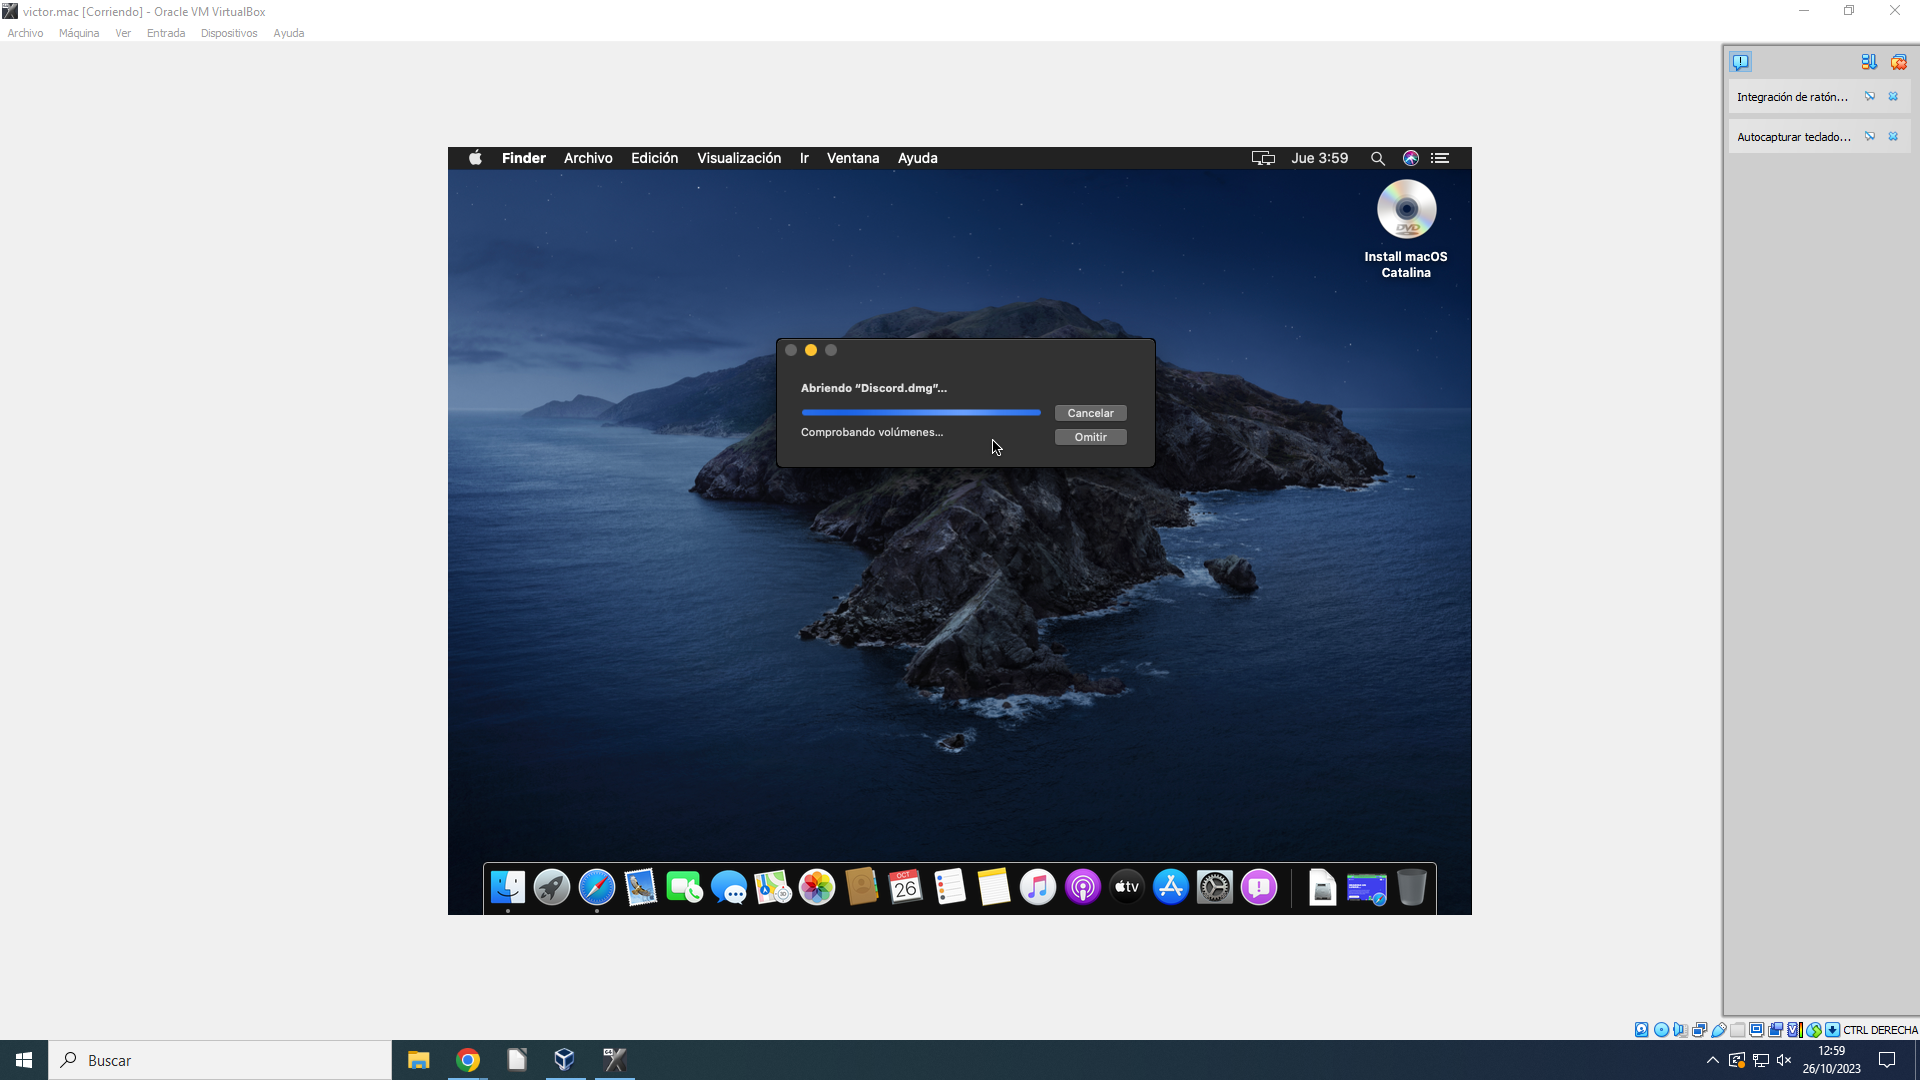 victor.mac [Corriendo] - Oracle VM VirtualBox
Archivo Máquina Ver Entrada Dispositivos Ayuda
Integración de ratón...
Autocapturar teclado...
Finder Archivo Edición Visualización Ir Ventana Ayuda Jue 3:59
DVD
Install macOS
Catalina
Abriendo “Discord.dmg”...
Cancelar
Comprobando volúmenes...
Omitir
OCT
26
tv
CTRL DERECHA
Buscar
64
12:59
26/10/2023